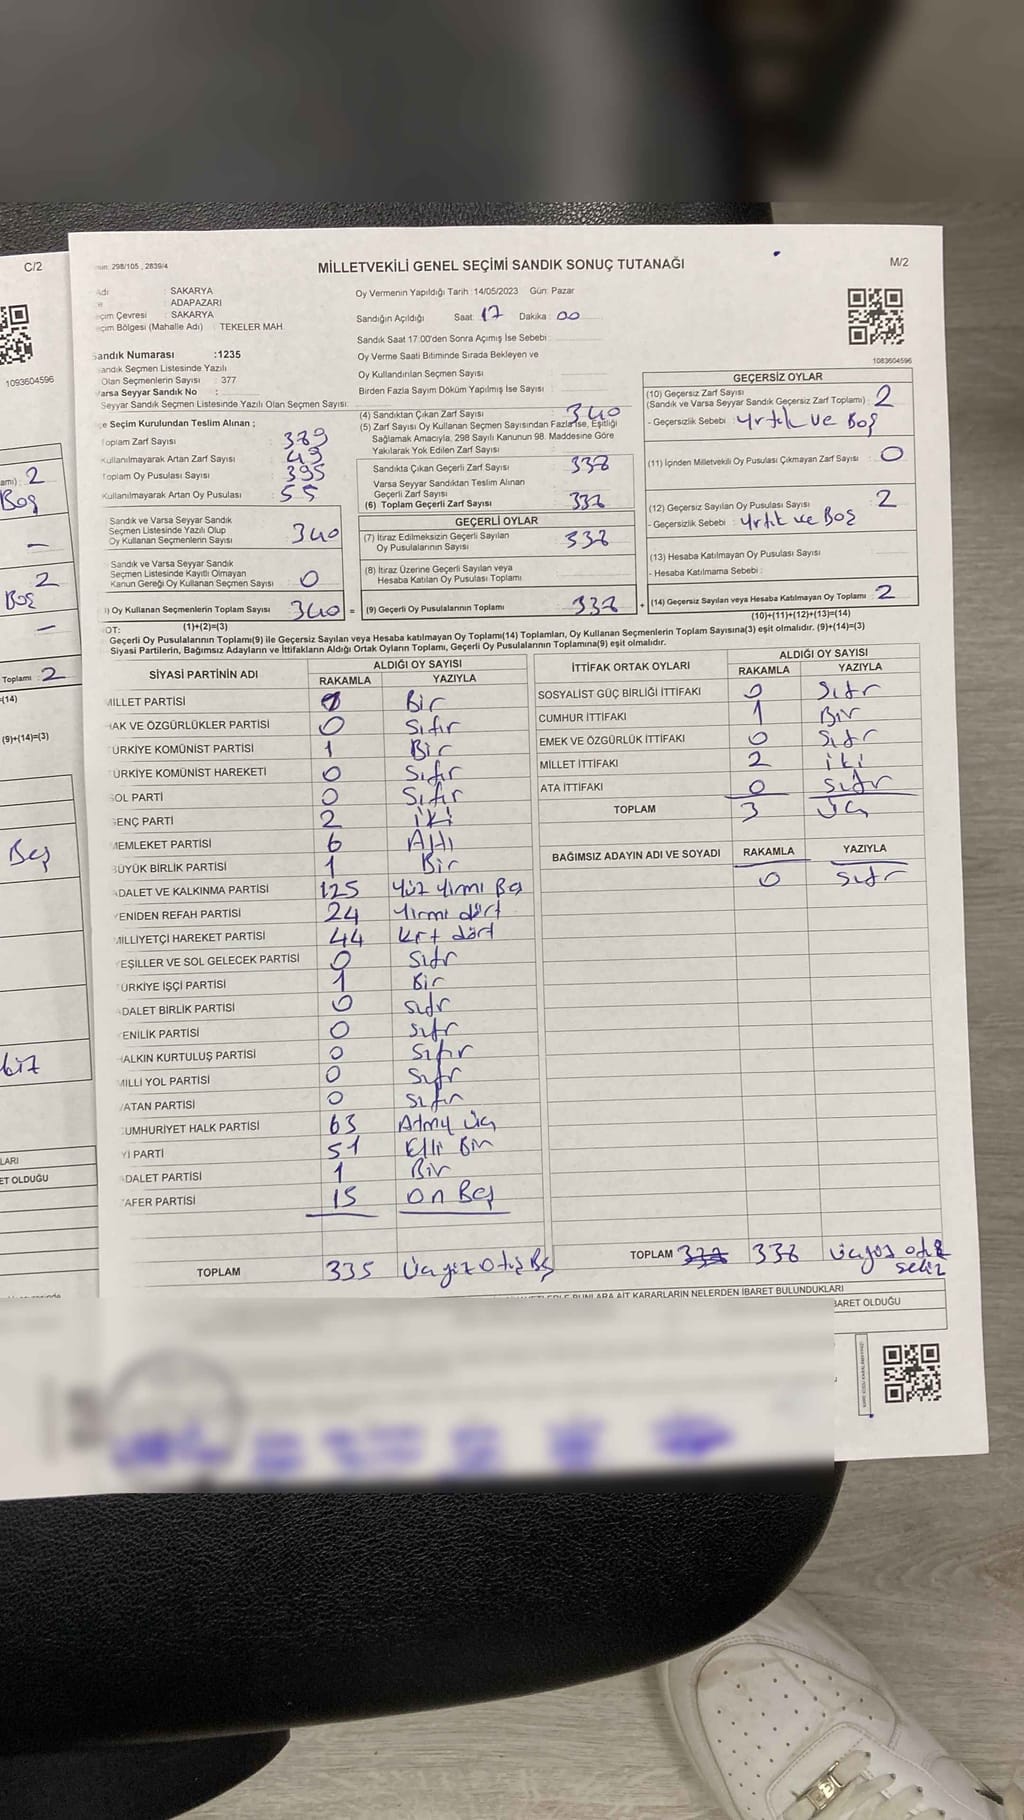 C/2
1093604596
2
Boş
2
Boş
Toplamı 2
=(14)
(9)+(14)=(3)
Beş
LARI
ET OLDUĞU
298/105 , 2839/4
MİLLETVEKİLİ GENEL SEÇİMİ SANDIK SONUÇ TUTANAĞI
M/2
Adı : SAKARYA
ADAPAZARI
eçim Çevresi : SAKARYA
eçim Bölgesi (Mahalle Adı) : TEKELER MAH.
Oy Vermenin Yapıldığı Tarih :14/05/2023 Gün: Pazar
Sandığın Açıldığı Saat: 17 Dakika : 00
Sandık Saat 17.00'den Sonra Açımış İse Sebebi :
1083604596
Sandık Numarası :1235
andık Seçmen Listesinde Yazılı
Olan Seçmenlerin Sayısı : 377
Varsa Seyyar Sandık No :
Seyyar Sandık Seçmen Listesinde Yazılı Olan Seçmen Sayısı:
Oy Verme Saati Bitiminde Sırada Bekleyen ve
Oy Kullandırılan Seçmen Sayısı :
Birden Fazla Sayım Döküm Yapılmış İse Sayısı :
çe Seçim Kurulundan Teslim Alınan ;
Toplam Zarf Sayısı 389
Kullanılmayarak Artan Zarf Sayısı 49
Toplam Oy Pusulası Sayısı 395
Kullanılmayarak Artan Oy Pusulası 55
Sandık ve Varsa Seyyar Sandık
Seçmen Listesinde Yazılı Olup
Oy Kullanan Seçmenlerin Sayısı 340
Sandık ve Varsa Seyyar Sandık
Seçmen Listesinde Kayıtlı Olmayan
Kanun Gereği Oy Kullanan Seçmen Sayısı 0
) Oy Kullanan Seçmenlerin Toplam Sayısı 340 =
(1)+(2)=(3)
(4) Sandıktan Çıkan Zarf Sayısı 340
(5) Zarf Sayısı Oy Kullanan Seçmen Sayısından Fazla İse, Eşitliği
Sağlamak Amacıyla, 298 Sayılı Kanunun 98. Maddesine Göre
Yakılarak Yok Edilen Zarf Sayısı :
Sandıkta Çıkan Geçerli Zarf Sayısı 338
Varsa Seyyar Sandıktan Teslim Alınan
Geçerli Zarf Sayısı
(6) Toplam Geçerli Zarf Sayısı 338
GEÇERLİ OYLAR
(7) İtiraz Edilmeksizin Geçerli Sayılan
Oy Pusulalarının Sayısı 338
(8) İtiraz Üzerine Geçerli Sayılan veya
Hesaba Katılan Oy Pusulası Toplamı
(9) Geçerli Oy Pusulalarının Toplamı 338 +
GEÇERSİZ OYLAR
(10) Geçersiz Zarf Sayısı
(Sandık ve Varsa Seyyar Sandık Geçersiz Zarf Toplamı) : 2
- Geçersizlik Sebebi : Yırtık ve Boş
(11) İçinden Milletvekili Oy Pusulası Çıkmayan Zarf Sayısı : 0
(12) Geçersiz Sayılan Oy Pusulası Sayısı : 2
- Geçersizlik Sebebi : Yırtık ve Boş
(13) Hesaba Katılmayan Oy Pusulası Sayısı :
- Hesaba Katılmama Sebebi :
(14) Geçersiz Sayılan veya Hesaba Katılmayan Oy Toplamı : 2
(10)+(11)+(12)+(13)=(14)
OT:
Geçerli Oy Pusulalarının Toplamı(9) ile Geçersiz Sayılan veya Hesaba katılmayan Oy Toplamı(14) Toplamları, Oy Kullanan Seçmenlerin Toplam Sayısına(3) eşit olmalıdır. (9)+(14)=(3)
Siyasi Partilerin, Bağımsız Adayların ve İttifakların Aldığı Ortak Oyların Toplamı, Geçerli Oy Pusulalarının Toplamına(9) eşit olmalıdır.
SİYASİ PARTİNİN ADI ALDIĞI OY SAYISI
RAKAMLA YAZIYLA
MİLLET PARTİSİ Bir
HAK VE ÖZGÜRLÜKLER PARTİSİ 0 Sıfır
TÜRKİYE KOMÜNİST PARTİSİ 1 Bir
TÜRKİYE KOMÜNİST HAREKETİ 0 Sıfır
SOL PARTİ 0 Sıfır
GENÇ PARTİ 2 iki
MEMLEKET PARTİSİ 6 Altı
BÜYÜK BİRLİK PARTİSİ 1 Bir
ADALET VE KALKINMA PARTİSİ 125 Yüz yirmi Beş
YENİDEN REFAH PARTİSİ 24 Yirmi dört
MİLLİYETÇİ HAREKET PARTİSİ 44 Kırk dört
YEŞİLLER VE SOL GELECEK PARTİSİ 0 Sıfır
TÜRKİYE İŞÇİ PARTİSİ 1 Bir
ADALET BİRLİK PARTİSİ 0 sıfır
YENİLİK PARTİSİ 0 sıfır
HALKIN KURTULUŞ PARTİSİ 0 Sıfır
MİLLİ YOL PARTİSİ 0 Sıfır
VATAN PARTİSİ 0 sıfır
CUMHURİYET HALK PARTİSİ 63 Atmış Üç
İYİ PARTİ 51 Elli Bir
ADALET PARTİSİ 1 Bir
ZAFER PARTİSİ 15 On Beş
TOPLAM 335 Üçyüz Otuz Beş
İTTİFAK ORTAK OYLARI ALDIĞI OY SAYISI
RAKAMLA YAZIYLA
SOSYALİST GÜÇ BİRLİĞİ İTTİFAKI 0 Sıfır
CUMHUR İTTİFAKI 1 Bir
EMEK VE ÖZGÜRLÜK İTTİFAKI 0 Sıfır
MİLLET İTTİFAKI 2 iki
ATA İTTİFAKI 0 Sıfır
TOPLAM 3 Üç
BAĞIMSIZ ADAYIN ADI VE SOYADI RAKAMLA YAZIYLA
0 Sıfır
TOPLAM 338 Üçyüz otuz
sekiz
BUNLARA AİT KARARLARIN NELERDEN İBARET BULUNDUKLARI
BARET OLDUĞU